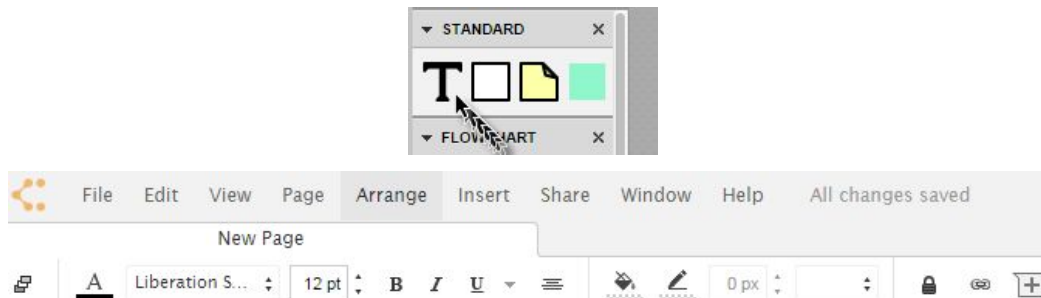 STANDARD
T
FLOWCHART
File Edit View Page Arrange Insert Share Window Help All changes saved
New Page
A Liberation S... 12 pt B I U 0 px